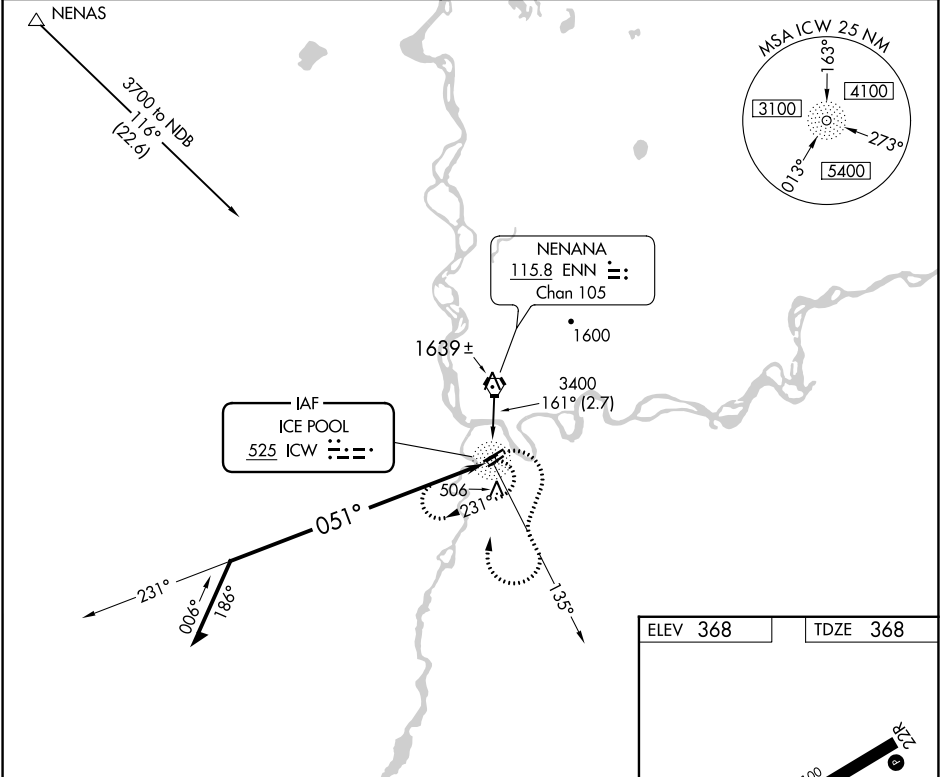 NENAS
3700 to NDB
116°
(22.6)
MSA ICW 25 NM
163°
3100
4100
273°
013°
5400
NENANA
115.8 ENN
Chan 105
1600
1639 ±
3400
161° (2.7)
IAF
ICE POOL
525 ICW
506
231°
051°
231°
006°
186°
135°
ELEV 368
TDZE 368
22R
P